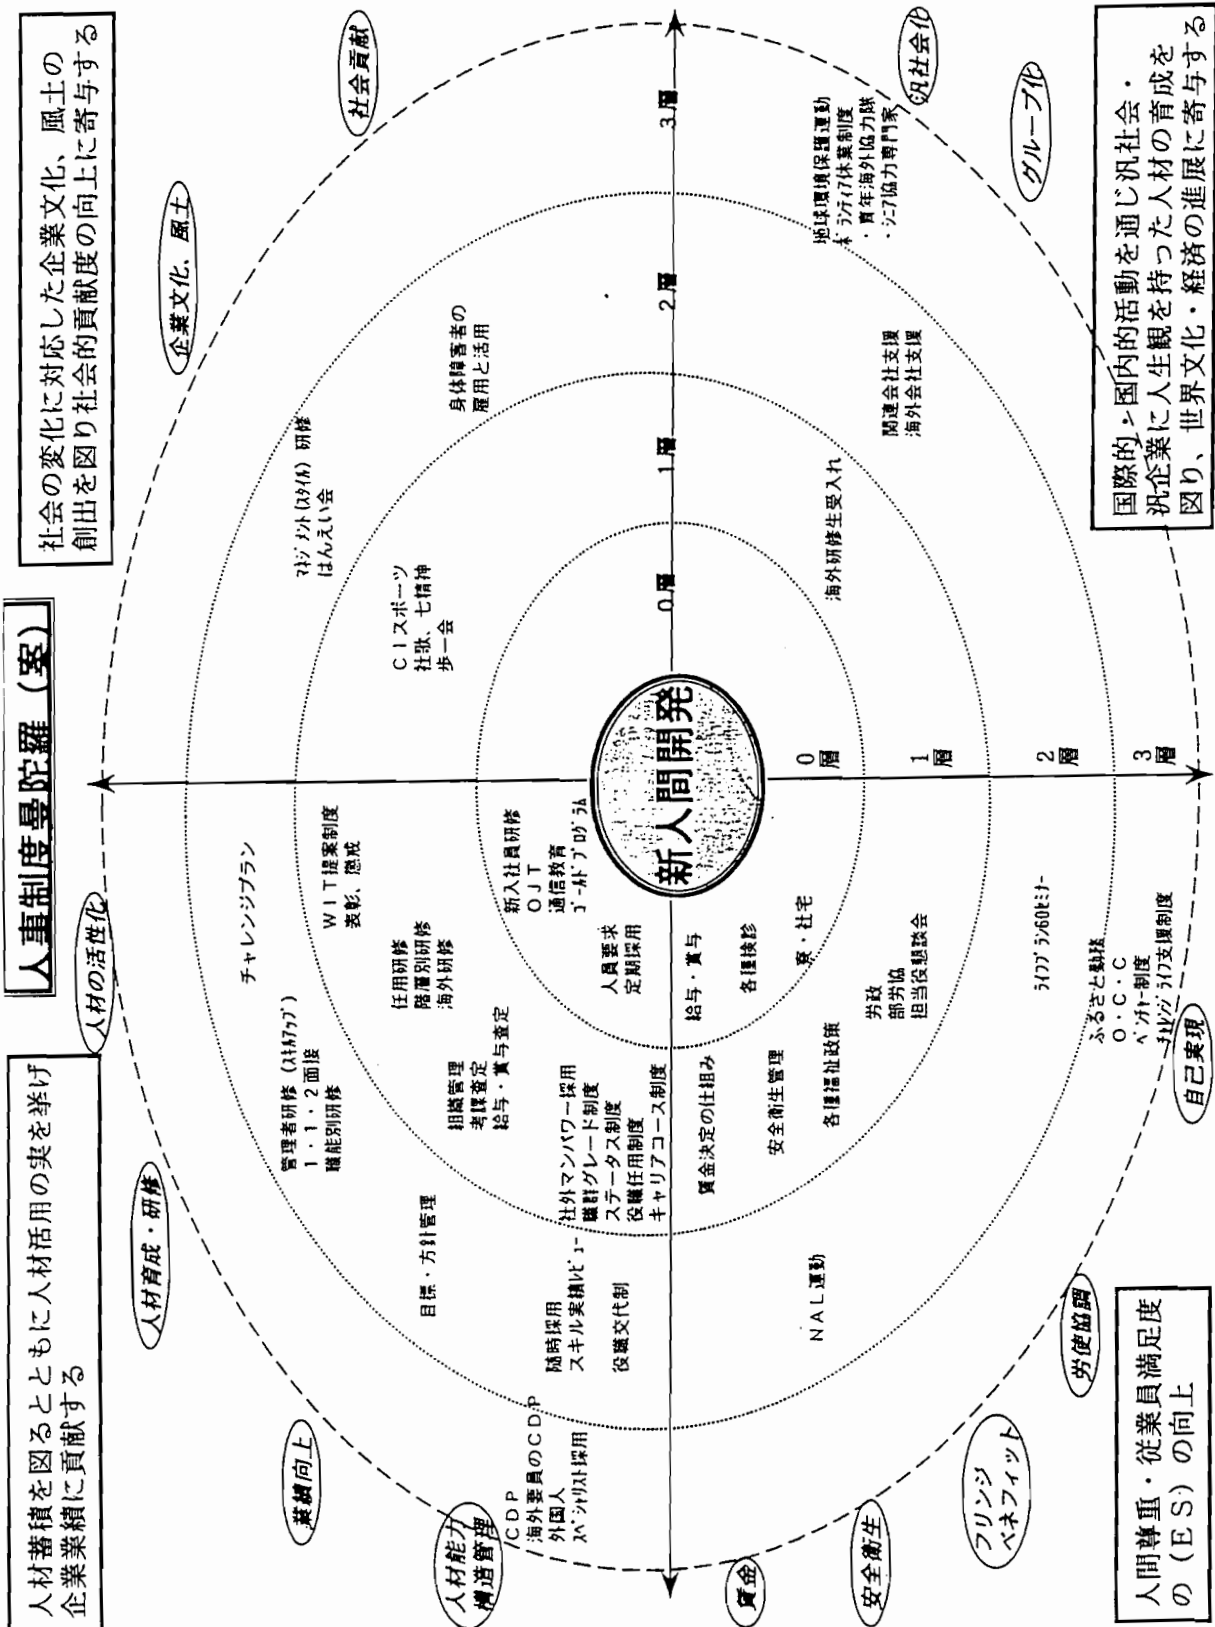 人事制度曼陀羅（案）
人材蓄積を図るとともに人材活用の実を挙げ
企業業績に貢献する
社会の変化に対応した企業文化、風土の
創出を図り社会的貢献度の向上に寄与する
人材の活性化
人材育成・研修
業績向上
人材能力
構造管理
企業文化、風土
社会貢献
チャレンジプラン
管理者研修（ｽｷﾙｱｯﾌﾟ）
１・１・２面接
職能別研修
ＷＩＴ提案制度
表彰、懲戒
任用研修
階層別研修
海外研修
目標・方針管理
組織管理
考課査定
給与・賞与査定
新入社員研修
ＯＪＴ
通信教育
ｺﾞｰﾙﾄﾞﾌﾟﾛｸﾞﾗﾑ
ＣＤＰ
海外要員のＣＤＰ
外国人
ｽﾍﾟｼｬﾘｽﾄ採用
随時採用
スキル実績ﾚﾋﾞｭｰ
役職交代制
社外マンパワー採用
職群グレード制度
ステータス制度
役職任用制度
キャリアコース制度
人員要求
定期採用
ﾏﾈｼﾞﾒﾝﾄ(ｽﾀｲﾙ) 研修
はんえい会
ＣＩスポーツ
社歌、七精神
歩一会
身体障害者の
雇用と活用
新人間開発
０層
１層
２層
３層
給与・賞与
各種検診
寮・社宅
賃金決定の仕組み
安全衛生管理
各種福祉政策
労政
部労協
担当役懇談会
ＮＡＬ運動
ﾗｲﾌﾌﾟﾗﾝ60ｾﾐﾅｰ
ふるさと勤務
Ｏ・Ｃ・Ｃ
ﾍﾞﾝﾁｬｰ制度
ﾁｬﾚﾝｼﾞﾗｲﾌ支援制度
０層
１層
２層
３層
海外研修生受入れ
関連会社支援
海外会社支援
地球環境保護運動
ﾎﾞﾗﾝﾃｨｱ休業制度
・青年海外協力隊
・ｼﾆｱ協力専門家
賃金
安全衛生
フリンジ
ベネフィット
労使協調
自己実現
汎社会化
グループ化
人間尊重・従業員満足度
の（ＥＳ）の向上
国際的、国内的活動を通じ汎社会・
汎企業に人生観を持った人材の育成を
図り、世界文化・経済の進展に寄与する